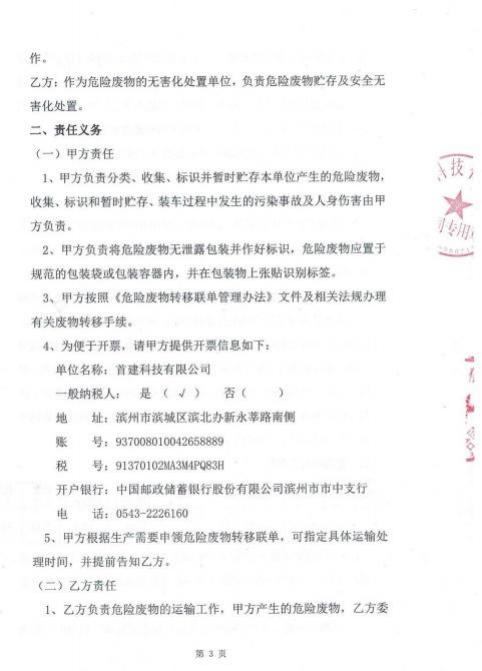 作。
乙方：作为危险废物的无害化处置单位，负责危险废物贮存及安全无
害化处置。
二、责任义务
（一）甲方责任
1、甲方负责分类、收集、标识并暂时贮存本单位产生的危险废物，
收集、标识和暂时贮存、装车过程中发生的污染事故及人身伤害由甲
方负责。
2、甲方负责将危险废物无泄露包装并作好标识，危险废物应置于
规范的包装袋或包装容器内，并在包装物上张贴识别标签。
3、甲方按照《危险废物转移联单管理办法》文件及相关法规办理
有关废物转移手续。
4、为便于开票，请甲方提供开票信息如下：
单位名称：首建科技有限公司
一般纳税人： 是（ √ ） 否（ ）
地 址：滨州市滨城区滨北办新永莘路南侧
账 号：937008010042658889
税 号：91370102MA3M4PQ83H
开户银行：中国邮政储蓄银行股份有限公司滨州市市中支行
电 话：0543-2226160
5、甲方根据生产需要申领危险废物转移联单，可指定具体运输处
理时间，并提前告知乙方。
（二）乙方责任
1、乙方负责危险废物的运输工作，甲方产生的危险废物，乙方委
技
专用
第 3 页